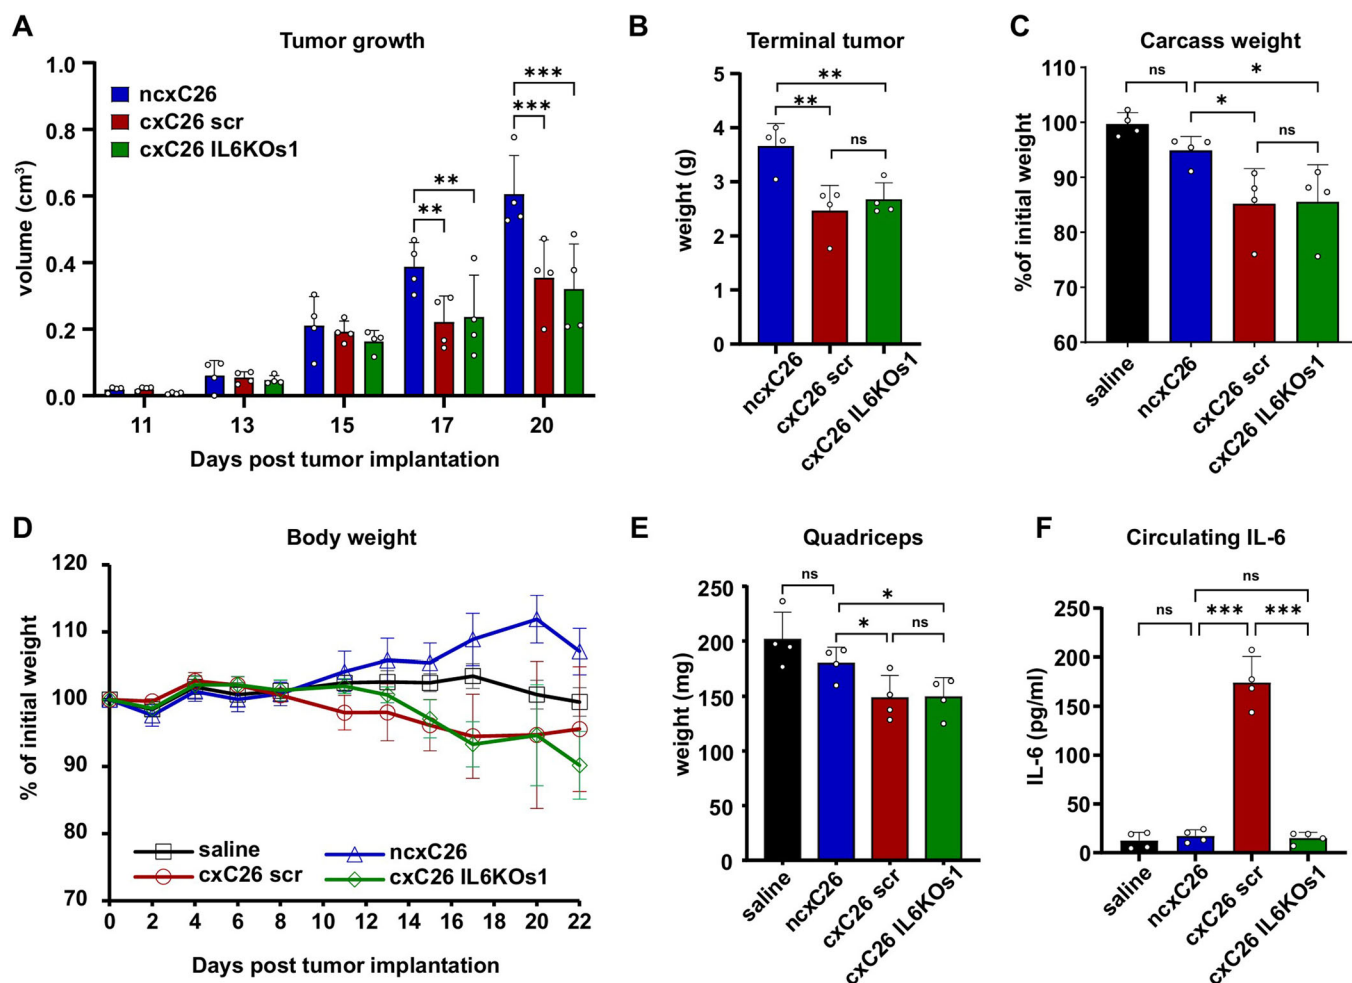 A
Tumor growth
1.0
0.8
0.6
0.4
0.2
0.0
volume (cm³)
ncxC26
cxC26 scr
cxC26 IL6KOs1
**
**
***
***
11 13 15 17 20
Days post tumor implantation
B
Terminal tumor
5
4
3
2
1
0
weight (g)
**
**
ns
ncxC26
cxC26 scr
cxC26 IL6KOs1
C
Carcass weight
110
100
90
80
70
60
%of initial weight
ns
*
*
ns
saline
ncxC26
cxC26 scr
cxC26 IL6KOs1
D
Body weight
120
110
100
90
80
70
% of initial weight
saline
ncxC26
cxC26 scr
cxC26 IL6KOs1
0 2 4 6 8 10 11 14 16 18 20 22
Days post tumor implantation
E
Quadriceps
250
200
150
100
50
0
weight (mg)
ns
*
*
ns
saline
ncxC26
cxC26 scr
cxC26 IL6KOs1
F
Circulating IL-6
250
200
150
100
50
0
IL-6 (pg/ml)
ns
ns
***
***
saline
ncxC26
cxC26 scr
cxC26 IL6KOs1